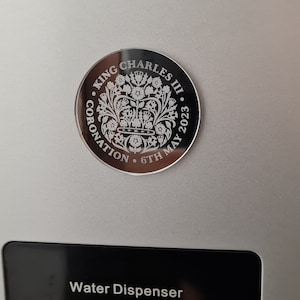 KING CHARLES III • CORONATION • 6TH MAY 2023 •
Water Dispenser